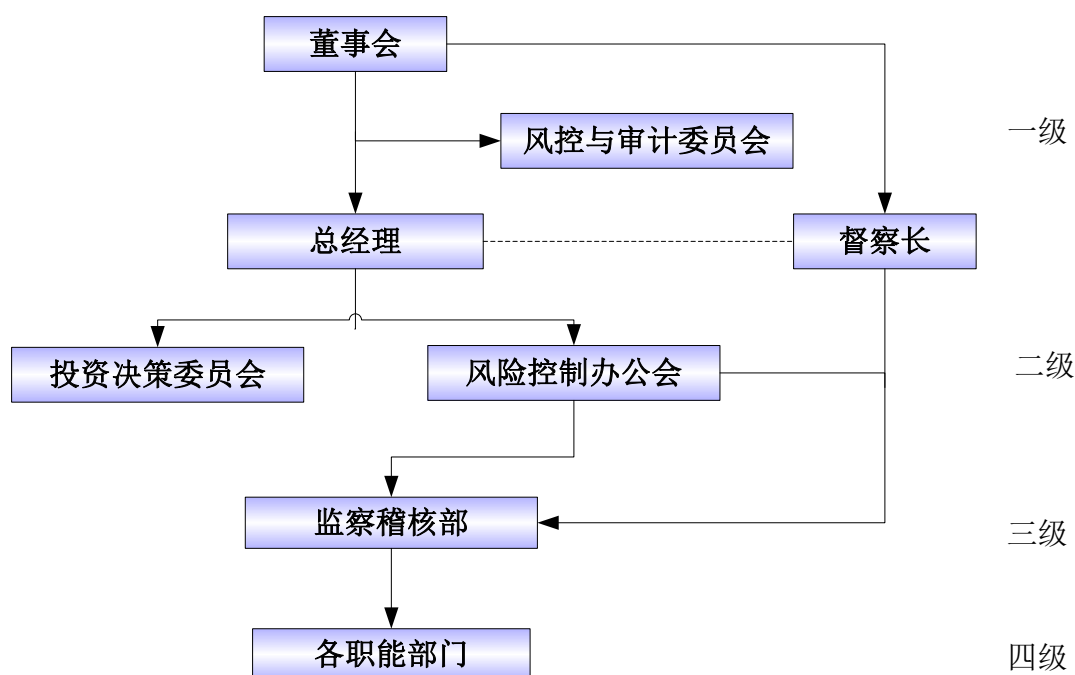 董事会
风控与审计委员会
一级
总经理
督察长
投资决策委员会
风险控制办公会
二级
监察稽核部
三级
各职能部门
四级